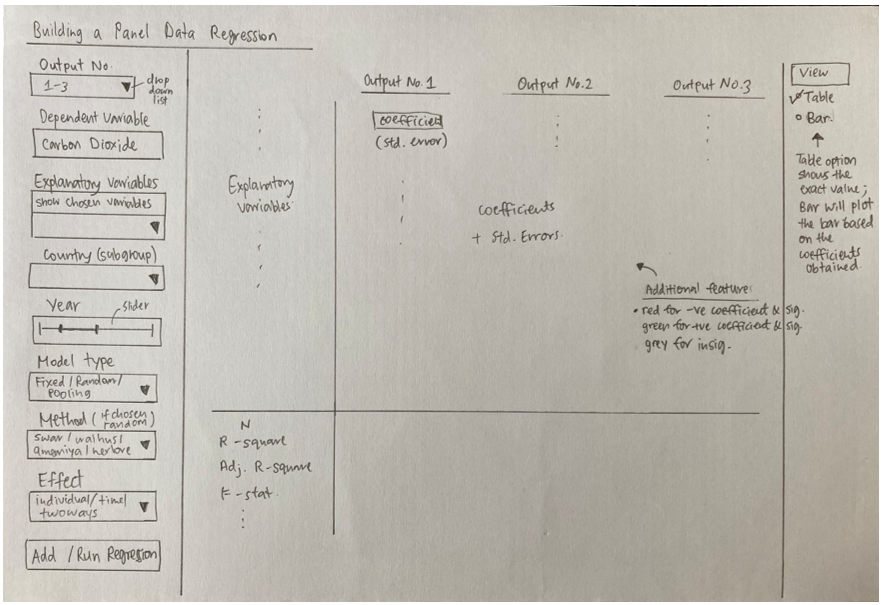 Building a Panel Data Regression
Output No.
1-3
drop
down
list
Dependent Variable
Carbon Dioxide
Explanatory variables
show chosen variables
Country (subgroup)
Year
slider
Model type
Fixed / Random /
Pooling
Method (if chosen
random)
swar / walhus /
amemiya / nerlove
Effect
individual / time /
twoways
Add / Run Regression
Explanatory
variables
N
R -square
Adj. R-square
F -stat.
Output No. 1
coefficient
(std. error)
Output No. 2
coefficients
+ Std. Errors.
Output No. 3
Additional feature:
• red for -ve coefficient & sig.
green for +ve coefficient & sig.
grey for insig.
View
Table
Bar.
Table option
shows the
exact value;
BAR will plot
the bar based
on the
coefficients
obtained.